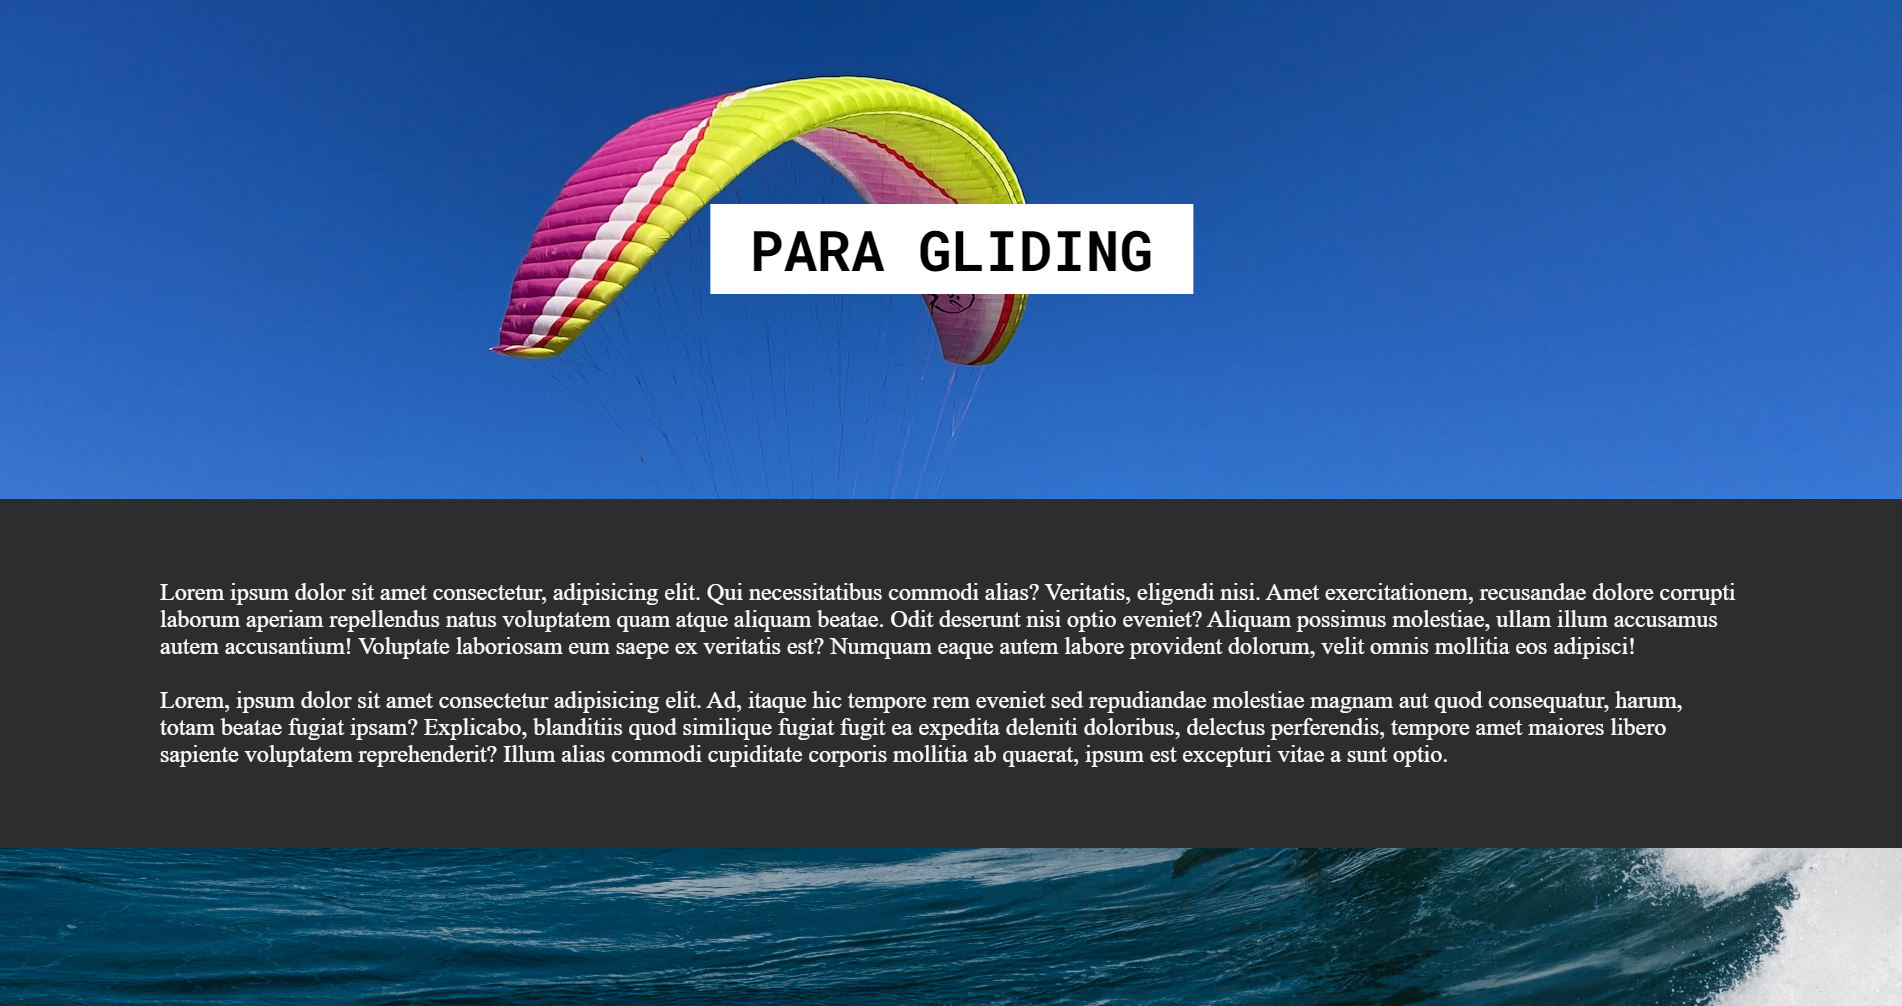 PARA GLIDING
Lorem ipsum dolor sit amet consectetur, adipisicing elit. Qui necessitatibus commodi alias? Veritatis, eligendi nisi. Amet exercitationem, recusandae dolore corrupti
laborum aperiam repellendus natus voluptatem quam atque aliquam beatae. Odit deserunt nisi optio eveniet? Aliquam possimus molestiae, ullam illum accusamus
autem accusantium! Voluptate laboriosam eum saepe ex veritatis est? Numquam eaque autem labore provident dolorum, velit omnis mollitia eos adipisci!
Lorem, ipsum dolor sit amet consectetur adipisicing elit. Ad, itaque hic tempore rem eveniet sed repudiandae molestiae magnam aut quod consequatur, harum,
totam beatae fugiat ipsam? Explicabo, blanditiis quod similique fugiat fugit ea expedita deleniti doloribus, delectus perferendis, tempore amet maiores libero
sapiente voluptatem reprehenderit? Illum alias commodi cupiditate corporis mollitia ab quaerat, ipsum est excepturi vitae a sunt optio.